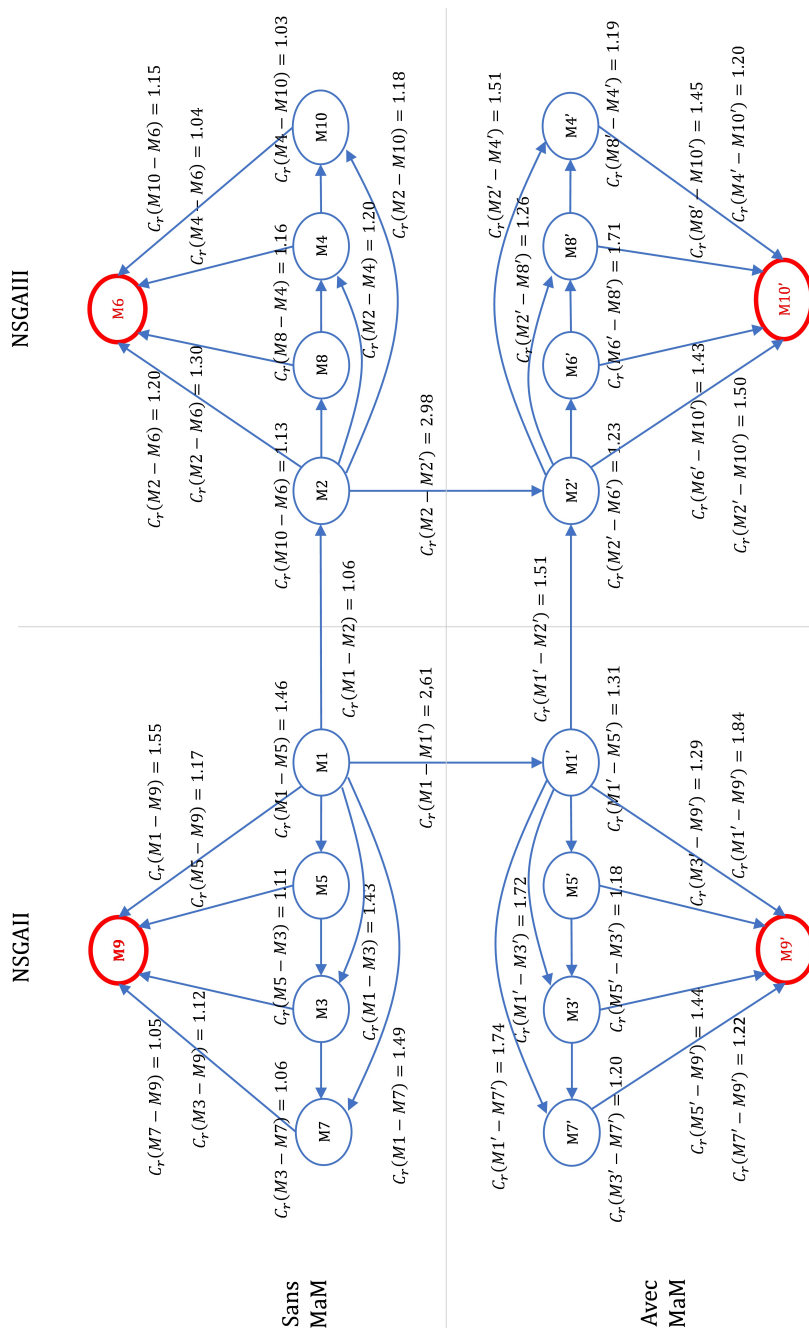 NSGAII
NSGAIII
Sans
MaM
Avec
MaM
M9
C_r(M7 − M9) = 1.05
C_r(M3 − M9) = 1.12
C_r(M1 − M9) = 1.55
C_r(M5 − M9) = 1.17
C_r(M3 − M7) = 1.06
C_r(M5 − M3) = 1.11
C_r(M1 − M5) = 1.46
M7
M3
M5
M1
C_r(M1 − M7) = 1.49
C_r(M1 − M3) = 1.43
C_r(M1 − M2) = 1.06
C_r(M1 − M1′) = 2,61
M6
C_r(M2 − M6) = 1.20
C_r(M2 − M6) = 1.30
C_r(M10 − M6) = 1.15
C_r(M4 − M6) = 1.04
C_r(M10 − M6) = 1.13
C_r(M8 − M4) = 1.16
C_r(M4 − M10) = 1.03
M2
M8
M4
M10
C_r(M2 − M4) = 1.20
C_r(M2 − M10) = 1.18
C_r(M2 − M2′) = 2.98
C_r(M1′ − M7′) = 1.74
C_r(M1′ − M3′) = 1.72
C_r(M1′ − M2′) = 1.51
M7'
M3'
M5'
M1'
C_r(M3′ − M7′) = 1.20
C_r(M5′ − M3′) = 1.18
C_r(M1′ − M5′) = 1.31
C_r(M5′ − M9′) = 1.44
C_r(M7′ − M9′) = 1.22
C_r(M3′ − M9′) = 1.29
C_r(M1′ − M9′) = 1.84
M9'
C_r(M2′ − M4′) = 1.51
C_r(M2′ − M8′) = 1.26
M2'
M6'
M8'
M4'
C_r(M2′ − M6′) = 1.23
C_r(M6′ − M8′) = 1.71
C_r(M8′ − M4′) = 1.19
C_r(M6′ − M10′) = 1.43
C_r(M2′ − M10′) = 1.50
C_r(M8′ − M10′) = 1.45
C_r(M4′ − M10′) = 1.20
M10'